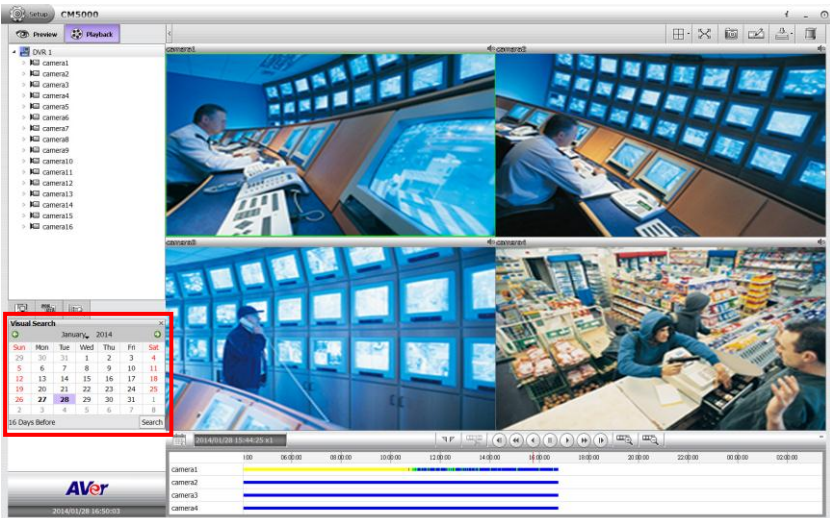 Setup CM5000
Preview Playback
camera1 camera2
DVR 1
camera1
camera2
camera3
camera4
camera5
camera6
camera7
camera8
camera9
camera10
camera11
camera12
camera13
camera14
camera15
camera16
camera3 camera4
Visual Search
January 2014
Sun Mon Tue Wed Thu Fri Sat
29 30 31 1 2 3 4
5 6 7 8 9 10 11
12 13 14 15 16 17 18
19 20 21 22 23 24 25
26 27 28 29 30 31 1
2 3 4 5 6 7 8
16 Days Before Search
2014/01/28 15:44:25 x1
06:00:00 08:00:00 10:00:00 12:00:00 14:00:00 16:00:00 18:00:00 20:00:00 22:00:00 00:00:00 02:00:00
camera1
camera2
camera3
camera4
AVer
2014/01/28 16:50:03